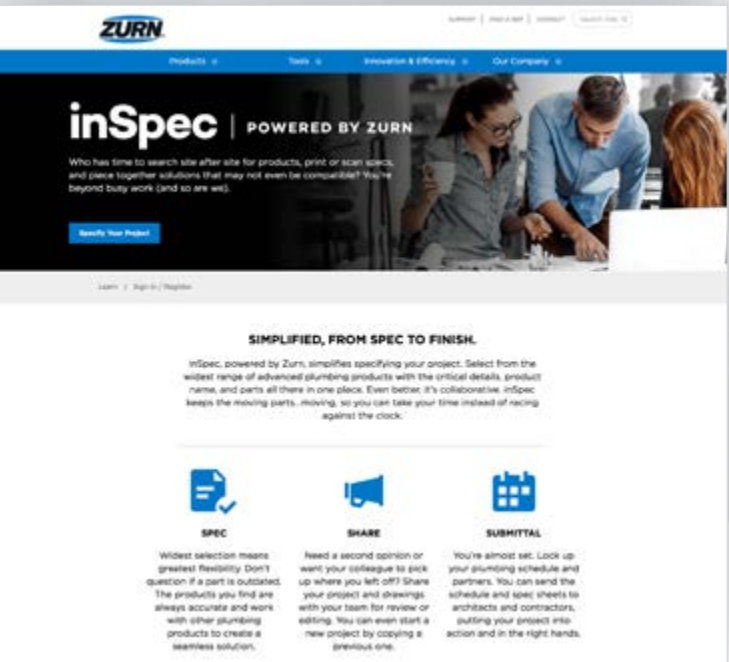 ZURN
SUPPORT | FIND A REP | CONTACT
Products
Tools
Innovation & Efficiency
Our Company
inSpec | POWERED BY ZURN
Who has time to search site after site for products, print or scan specs,
and piece together solutions that may not even be compatible? You're
beyond busy work (and so are we).
Specify Your Project
Learn | Sign In / Register
SIMPLIFIED, FROM SPEC TO FINISH.
inSpec, powered by Zurn, simplifies specifying your project. Select from the
widest range of advanced plumbing products with the critical details, product
name, and parts all there in one place. Even better, it's collaborative. inSpec
keeps the moving parts...moving, so you can take your time instead of racing
against the clock.
SPEC
Widest selection means
greatest flexibility. Don't
question if a part is outdated.
The products you find are
always accurate and work
with other plumbing
products to create a
seamless solution.
SHARE
Need a second opinion or
want your colleague to pick
up where you left off? Share
your project and drawings
with your team for review or
editing. You can even start a
new project by copying a
previous one.
SUBMITTAL
You're almost set. Lock up
your plumbing schedule and
partners. You can send the
schedule and spec sheets to
architects and contractors,
putting your project into
action and in the right hands.